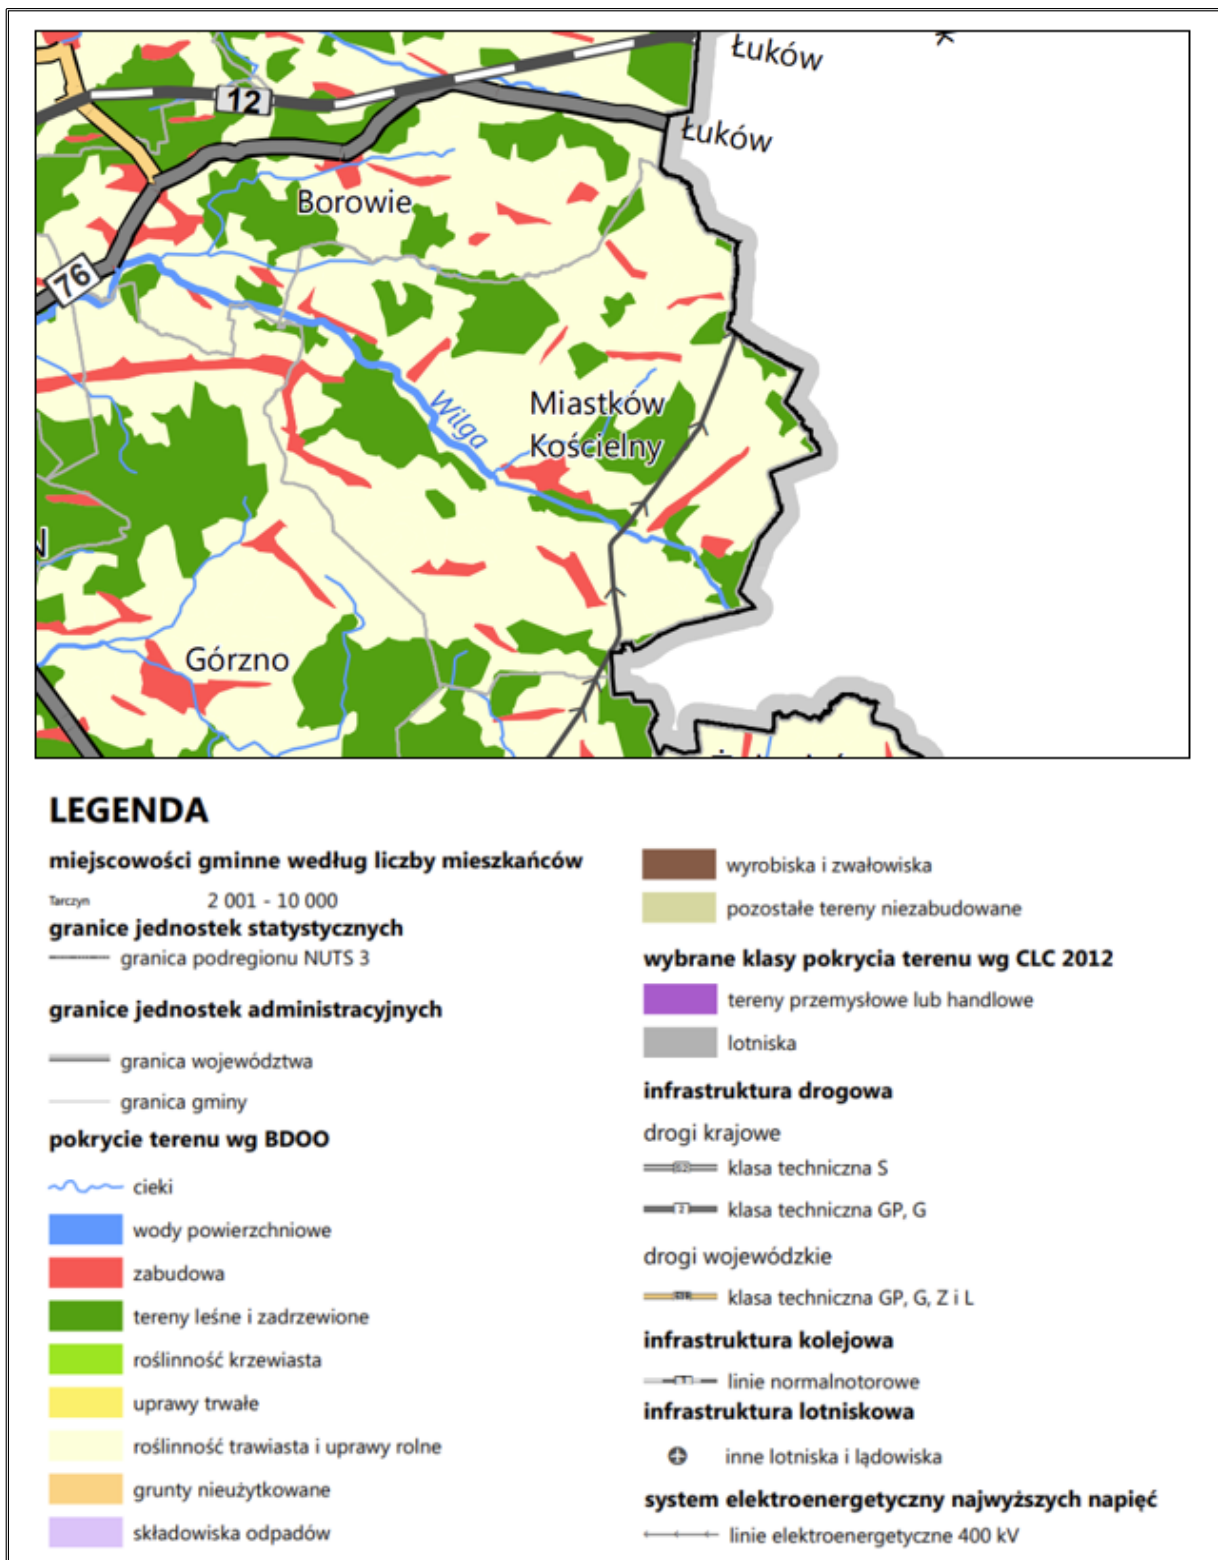 Łuków
12
Łuków
Borowie
76
Wilga
Miastków
Kościelny
Górzno
LEGENDA
miejscowości gminne według liczby mieszkańców
Tarczyn 2 001 - 10 000
granice jednostek statystycznych
granica podregionu NUTS 3
granice jednostek administracyjnych
granica województwa
granica gminy
pokrycie terenu wg BDOO
cieki
wody powierzchniowe
zabudowa
tereny leśne i zadrzewione
roślinność krzewiasta
uprawy trwałe
roślinność trawiasta i uprawy rolne
grunty nieużytkowane
składowiska odpadów
wyrobiska i zwałowiska
pozostałe tereny niezabudowane
wybrane klasy pokrycia terenu wg CLC 2012
tereny przemysłowe lub handlowe
lotniska
infrastruktura drogowa
drogi krajowe
klasa techniczna S
2 klasa techniczna GP, G
drogi wojewódzkie
klasa techniczna GP, G, Z i L
infrastruktura kolejowa
1 linie normalnotorowe
infrastruktura lotniskowa
inne lotniska i lądowiska
system elektroenergetyczny najwyższych napięć
linie elektroenergetyczne 400 kV